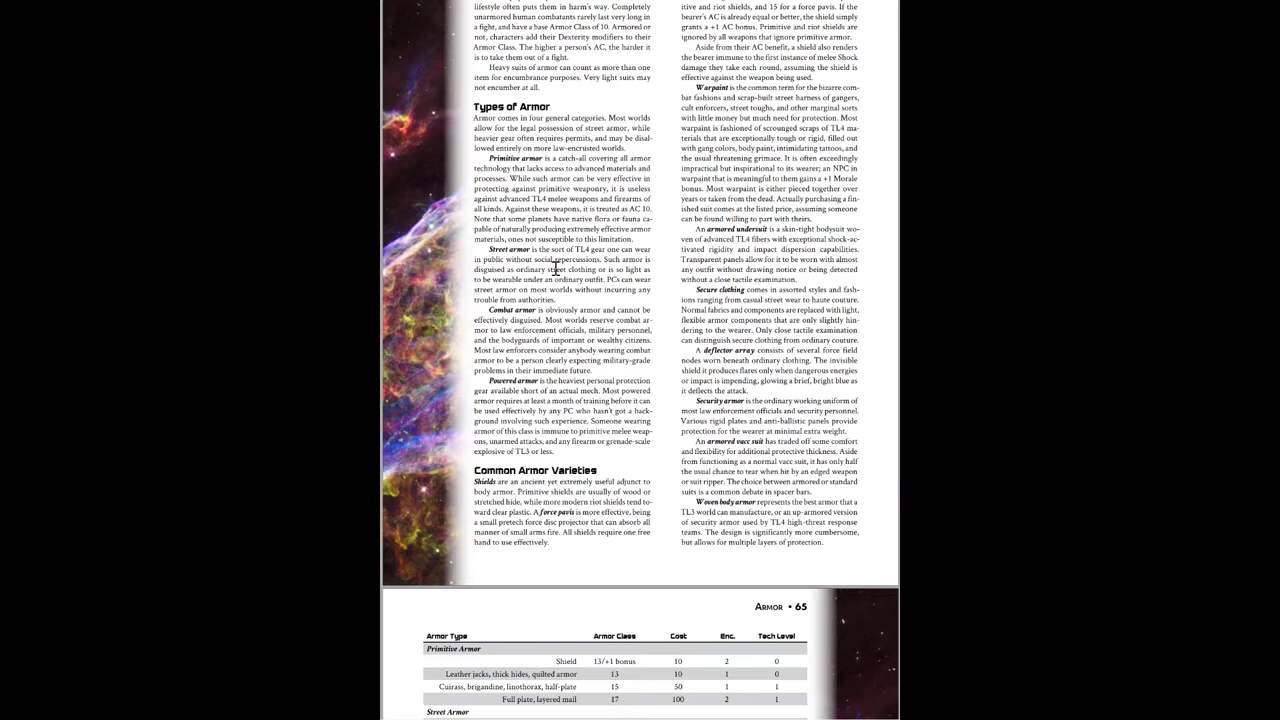 lifestyle often puts them in harm's way. Completely
unarmored human combatants rarely last very long in
a fight, and have a base Armor Class of 10. Armored or
not, characters add their Dexterity modifiers to their
Armor Class. The higher a person's AC, the harder it
is to take them out of a fight.
Heavy suits of armor can count as more than one
item for encumbrance purposes. Very light suits may
not encumber at all.
Types of Armor
Armor comes in four general categories. Most worlds
allow for the legal possession of street armor, while
heavier gear often requires permits, and may be disal-
lowed entirely on more law-encrusted worlds.
Primitive armor is a catch-all covering all armor
technology that lacks access to advanced materials and
processes. While such armor can be very effective in
protecting against primitive weaponry, it is useless
against advanced TL4 melee weapons and firearms of
all kinds. Against these weapons, it is treated as AC 10.
Note that some planets have native flora or fauna ca-
pable of naturally producing extremely effective armor
materials, ones not susceptible to this limitation.
Street armor is the sort of TL4 gear one can wear
in public without social repercussions. Such armor is
disguised as ordinary street clothing or is so light as
to be wearable under an ordinary outfit. PCs can wear
street armor on most worlds without incurring any
trouble from authorities.
Combat armor is obviously armor and cannot be
effectively disguised. Most worlds reserve combat ar-
mor to law enforcement officials, military personnel,
and the bodyguards of important or wealthy citizens.
Most law enforcers consider anybody wearing combat
armor to be a person clearly expecting military-grade
problems in their immediate future.
Powered armor is the heaviest personal protection
gear available short of an actual mech. Most powered
armor requires at least a month of training before it can
be used effectively by any PC who hasn't got a back-
ground involving such experience. Someone wearing
armor of this class is immune to primitive melee weap-
ons, unarmed attacks, and any firearm or grenade-scale
explosive of TL3 or less.
Common Armor Varieties
Shields are an ancient yet extremely useful adjunct to
body armor. Primitive shields are usually of wood or
stretched hide, while more modern riot shields tend to-
ward clear plastic. A force pavis is more effective, being
a small pretech force disc projector that can absorb all
manner of small arms fire. All shields require one free
hand to use effectively.
itive and riot shields, and 15 for a force pavis. If the
bearer's AC is already equal or better, the shield simply
grants a +1 AC bonus. Primitive and riot shields are
ignored by all weapons that ignore primitive armor.
Aside from their AC benefit, a shield also renders
the bearer immune to the first instance of melee Shock
damage they take each round, assuming the shield is
effective against the weapon being used.
Warpaint is the common term for the bizarre com-
bat fashions and scrap-built street harness of gangers,
cult enforcers, street toughs, and other marginal sorts
with little money but much need for protection. Most
warpaint is fashioned of scrounged scraps of TL4 ma-
terials that are exceptionally tough or rigid, filled out
with gang colors, body paint, intimidating tattoos, and
the usual threatening grimace. It is often exceedingly
impractical but inspirational to its wearer; an NPC in
warpaint that is meaningful to them gains a +1 Morale
bonus. Most warpaint is either pieced together over
years or taken from the dead. Actually purchasing a fin-
ished suit comes at the listed price, assuming someone
can be found willing to part with theirs.
An armored undersuit is a skin-tight bodysuit wo-
ven of advanced TL4 fibers with exceptional shock-ac-
tivated rigidity and impact dispersion capabilities.
Transparent panels allow for it to be worn with almost
any outfit without drawing notice or being detected
without a close tactile examination.
Secure clothing comes in assorted styles and fash-
ions ranging from casual street wear to haute couture.
Normal fabrics and components are replaced with light,
flexible armor components that are only slightly hin-
dering to the wearer. Only close tactile examination
can distinguish secure clothing from ordinary couture.
A deflector array consists of several force field
nodes worn beneath ordinary clothing. The invisible
shield it produces flares only when dangerous energies
or impact is impending, glowing a brief, bright blue as
it deflects the attack.
Security armor is the ordinary working uniform of
most law enforcement officials and security personnel.
Various rigid plates and anti-ballistic panels provide
protection for the wearer at minimal extra weight.
An armored vacc suit has traded off some comfort
and flexibility for additional protective thickness. Aside
from functioning as a normal vacc suit, it has only half
the usual chance to tear when hit by an edged weapon
or suit ripper. The choice between armored or standard
suits is a common debate in spacer bars.
Woven body armor represents the best armor that a
TL3 world can manufacture, or an up-armored version
of security armor used by TL4 high-threat response
teams. The design is significantly more cumbersome,
but allows for multiple layers of protection.
Armor • 65
Armor Type Armor Class Cost Enc. Tech Level
Primitive Armor
Shield 13/+1 bonus 10 2 0
Leather jacks, thick hides, quilted armor 13 10 1 0
Cuirass, brigandine, linothorax, half-plate 15 50 1 1
Full plate, layered mail 17 100 2 1
Street Armor